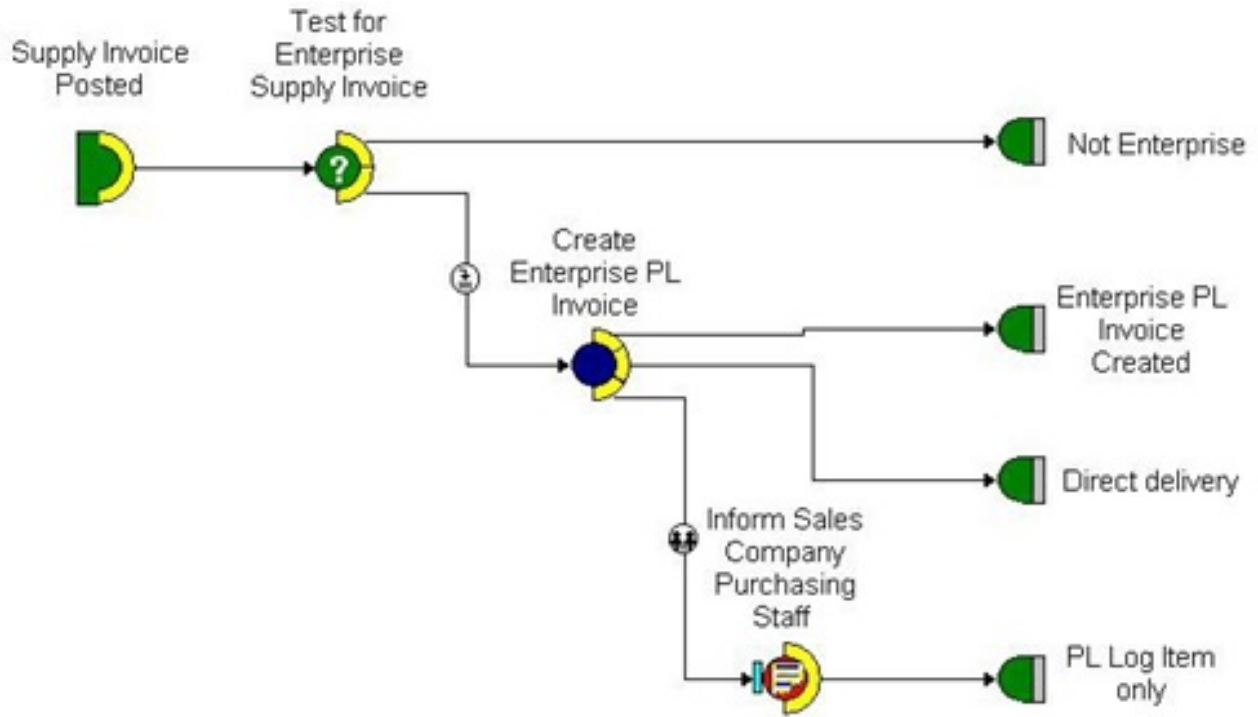 Supply Invoice
Posted
Test for
Enterprise
Supply Invoice
?
Not Enterprise
Create
Enterprise PL
Invoice
Enterprise PL
Invoice
Created
Direct delivery
Inform Sales
Company
Purchasing
Staff
PL Log Item
only